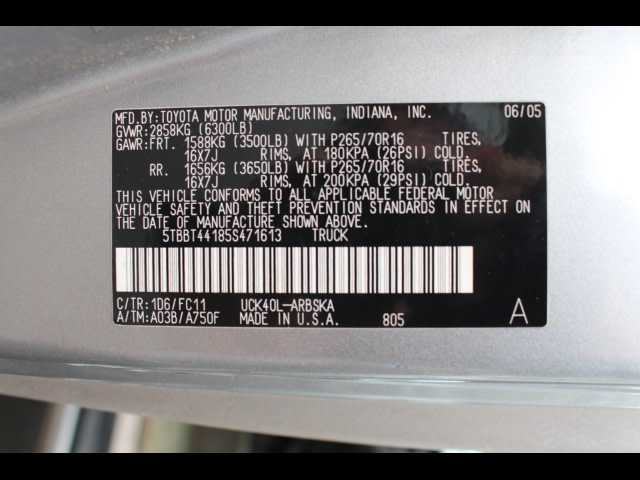 MFD.BY:TOYOTA MOTOR MANUFACTURING, INDIANA, INC. 06/05
GVWR:2858KG (6300LB)
GAWR:FRT. 1588KG (3500LB) WITH P265/70R16 TIRES,
16X7J RIMS, AT 180KPA (26PSI) COLD,
RR. 1656KG (3650LB) WITH P265/70R16 TIRES,
16X7J RIMS, AT 200KPA (29PSI) COLD.
THIS VEHICLE CONFORMS TO ALL APPLICABLE FEDERAL MOTOR
VEHICLE SAFETY AND THEFT PREVENTION STANDARDS IN EFFECT ON
THE DATE OF MANUFACTURE SHOWN ABOVE.
5TBBT44185S471613 TRUCK
C/TR:1D6/FC11 UCK40L-ARBSKA
A/TM:A03B/A750F MADE IN U.S.A. 805 A